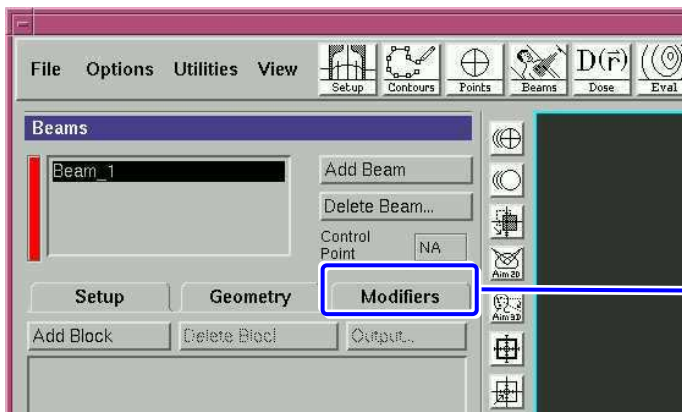 File Options Utilities View
Setup Contours Points Beams D(r⃗) Dose Eval
Beams
Beam_1
Add Beam
Delete Beam...
Control
Point NA
Aim 2D
Setup Geometry Modifiers
Aim 3D
Add Block Delete Block Output...